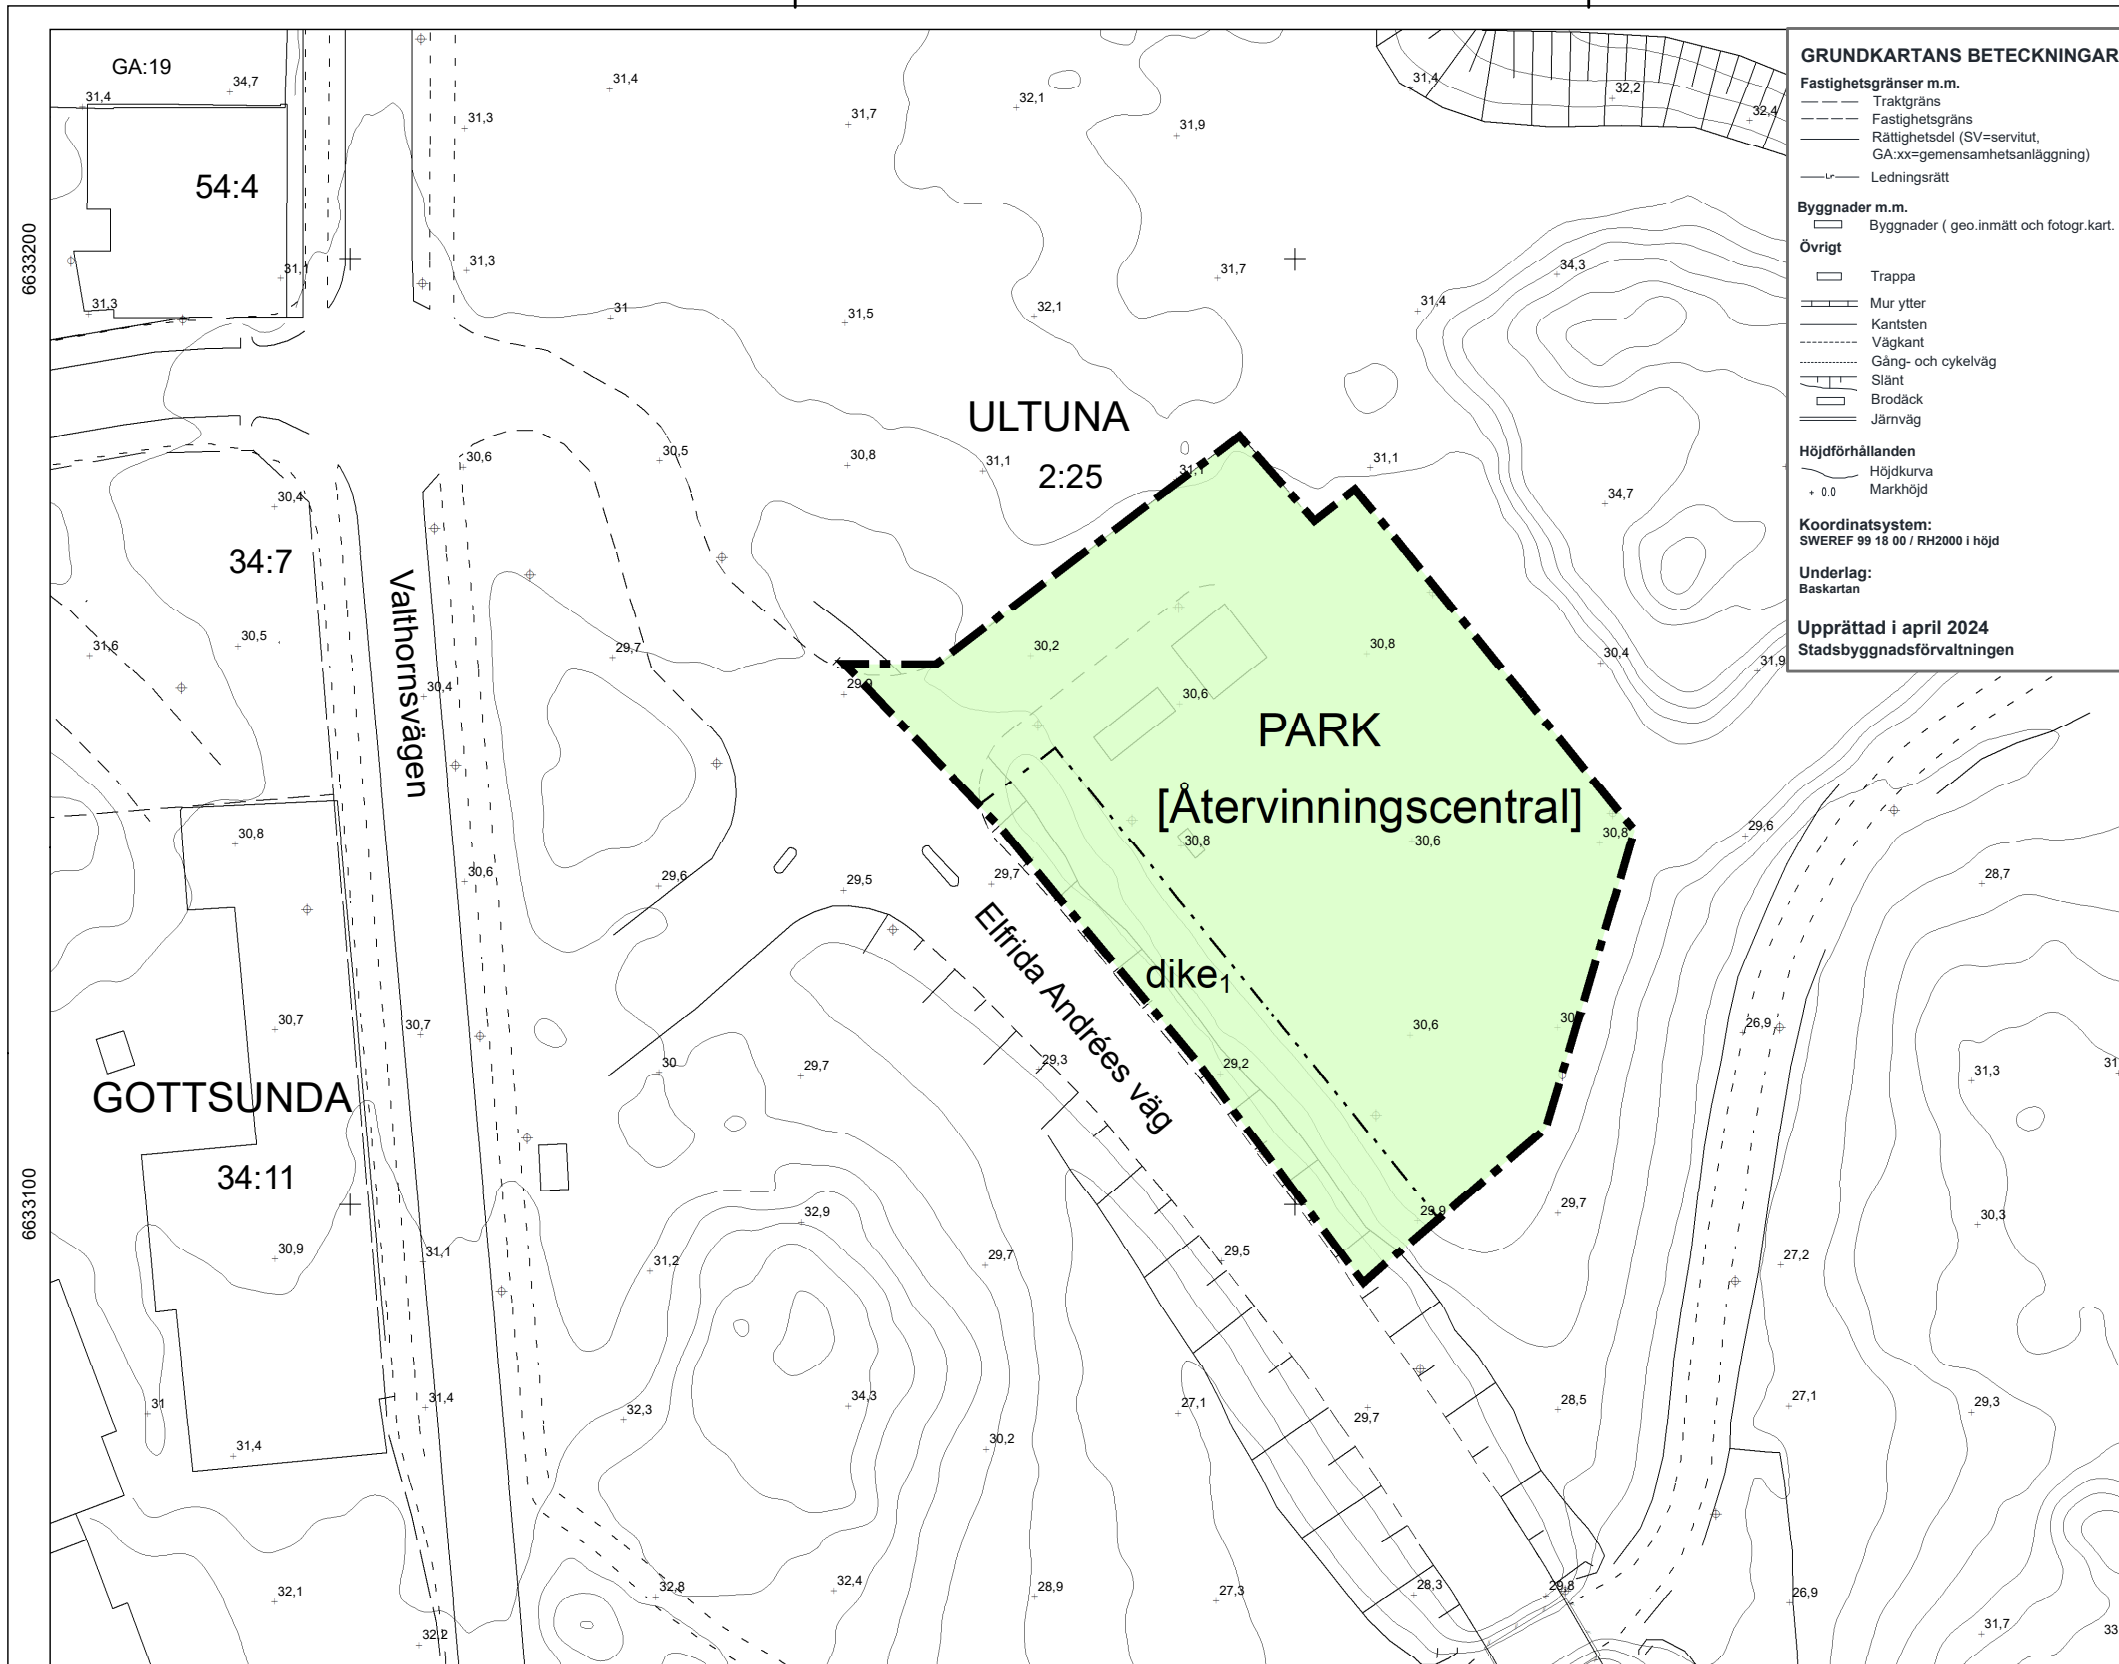 GRUNDKARTANS BETECKNINGAR
Fastighetsgränser m.m.
Traktgräns
Fastighetsgräns
Rättighetsdel (SV=servitut,
GA:xx=gemensamhetsanläggning)
Lr
Ledningsrätt
Byggnader m.m.
Byggnader ( geo.inmätt och fotogr.kart.
Övrigt
Trappa
Mur ytter
Kantsten
Vägkant
Gång- och cykelväg
Slänt
Brodäck
Järnväg
Höjdförhållanden
Höjdkurva
+ 0.0 Markhöjd
Koordinatsystem:
SWEREF 99 18 00 / RH2000 i höjd
Underlag:
Baskartan
Upprättad i april 2024
Stadsbyggnadsförvaltningen
GA:19
34,7
31,4
31,4
31,3
31,7
32,1
31,9
31,4
32,2
32,4
54:4
6633200
31,1
31,3
31,3
31
31,5
32,1
31,7
31,4
34,3
ULTUNA
2:25
30,6
30,5
30,8
31,1
31,1
31,1
34,7
30,4
34:7
Valthornsvägen
31,6
30,5
29,7
30,4
29,9
30,2
30,8
30,4
31,9
30,6
PARK
[Återvinningscentral]
30,8
30,6
30,8
29,6
30,8
30,6
29,6
29,5
29,7
28,7
Elfrida Andrées väg
dike1
30,7
30,7
30
29,7
29,3
29,2
30,6
30
26,9
31,3
31
GOTTSUNDA
34:11
6633100
30,9
31,1
31,2
32,9
29,7
29,5
29,9
29,7
27,2
30,3
31
31,4
31,4
32,3
34,3
30,2
27,1
29,7
28,5
27,1
29,3
32,1
32,2
32,8
32,4
28,9
27,3
28,3
29,8
26,9
31,7
33